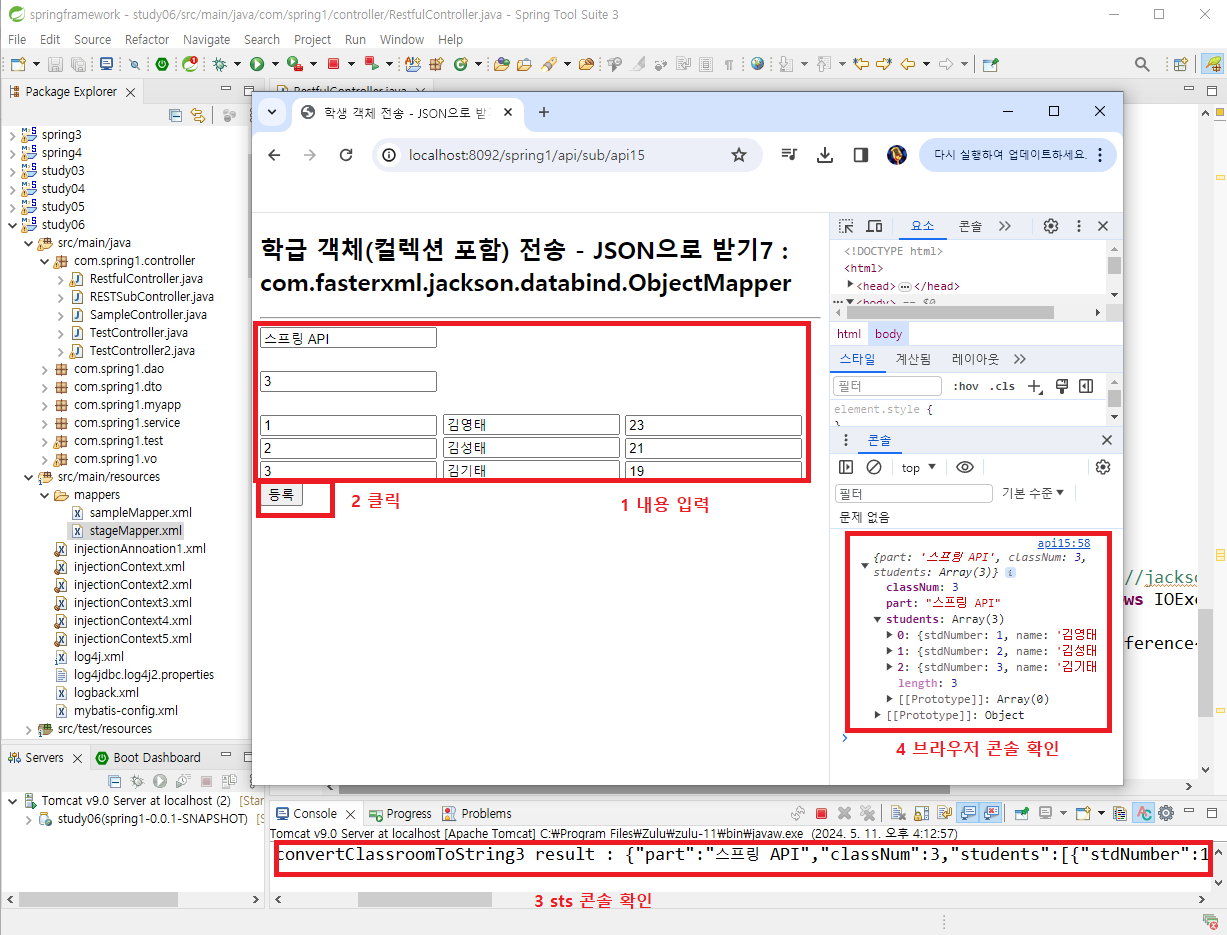 springframework - study06/src/main/java/com/spring1/controller/RestfulController.java - Spring Tool Suite 3
File Edit Source Refactor Navigate Search Project Run Window Help
Package Explorer
RestfulController.java
spring3
spring4
study03
study04
study05
study06
src/main/java
com.spring1.controller
RestfulController.java
RESTSubController.java
SampleController.java
TestController.java
TestController2.java
com.spring1.dao
com.spring1.dto
com.spring1.myapp
com.spring1.service
com.spring1.test
com.spring1.vo
src/main/resources
mappers
sampleMapper.xml
stageMapper.xml
injectionAnnoation1.xml
injectionContext.xml
injectionContext2.xml
injectionContext3.xml
injectionContext4.xml
injectionContext5.xml
log4j.xml
log4jdbc.log4j2.properties
logback.xml
mybatis-config.xml
src/test/resources
Servers Boot Dashboard
Tomcat v9.0 Server at localhost (2) [Star
study06(spring1-0.0.1-SNAPSHOT) [S
학생 객체 전송 - JSON으로 받
localhost:8092/spring1/api/sub/api15
다시 실행하여 업데이트하세요.
학급 객체(컬렉션 포함) 전송 - JSON으로 받기7 :
com.fasterxml.jackson.databind.ObjectMapper
스프링 API
3
1 김영태 23
2 김성태 21
3 김기태 19
등록
2 클릭
1 내용 입력
요소 콘솔
<!DOCTYPE html>
<html>
<head> </head>
<body> == $0
html body
스타일 계산됨 레이아웃
필터 :hov .cls
element.style {
}
콘솔
top
필터 기본 수준
문제 없음
api15:58
{part: '스프링 API', classNum: 3,
students: Array(3)}
classNum: 3
part: "스프링 API"
students: Array(3)
0: {stdNumber: 1, name: '김영태
1: {stdNumber: 2, name: '김성태
2: {stdNumber: 3, name: '김기태
length: 3
[[Prototype]]: Array(0)
[[Prototype]]: Object
4 브라우저 콘솔 확인
//jackso
ws IOExc
ference<
Console Progress Problems
Tomcat v9.0 Server at localhost [Apache Tomcat] C:₩Program Files₩Zulu₩zulu-11₩bin₩javaw.exe (2024. 5. 11. 오후 4:12:57)
convertClassroomToString3 result : {"part":"스프링 API","classNum":3,"students":[{"stdNumber":1
3 sts 콘솔 확인